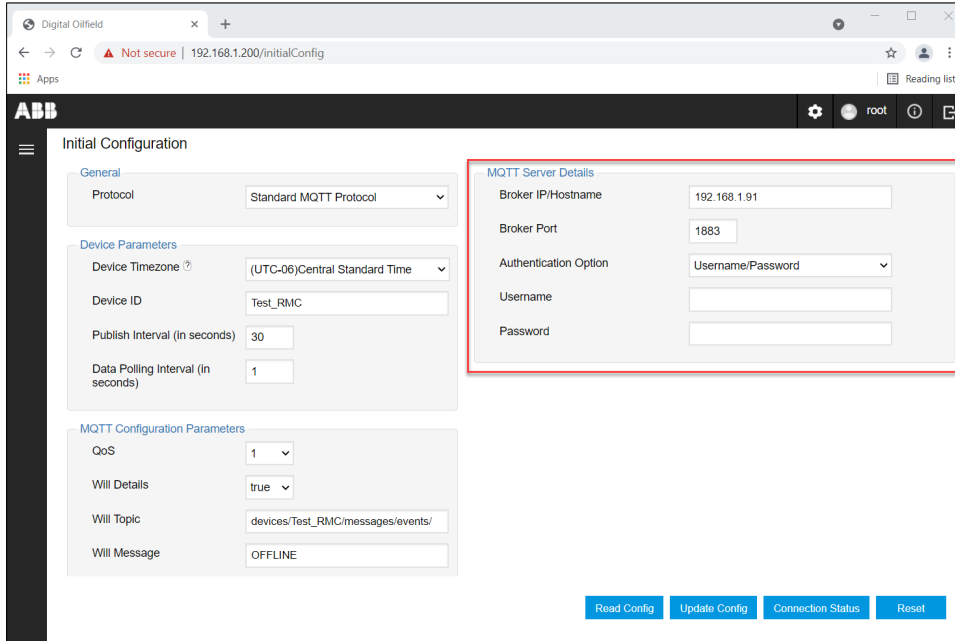 Digital Oilfield
Not secure | 192.168.1.200/initialConfig
Apps
Reading list
ABB
root
Initial Configuration
General
Protocol
Standard MQTT Protocol
Device Parameters
Device Timezone ?
(UTC-06)Central Standard Time
Device ID
Test_RMC
Publish Interval (in seconds)
30
Data Polling Interval (in
seconds)
1
MQTT Configuration Parameters
QoS
1
Will Details
true
Will Topic
devices/Test_RMC/messages/events/
Will Message
OFFLINE
MQTT Server Details
Broker IP/Hostname
192.168.1.91
Broker Port
1883
Authentication Option
Username/Password
Username
Password
Read Config
Update Config
Connection Status
Reset